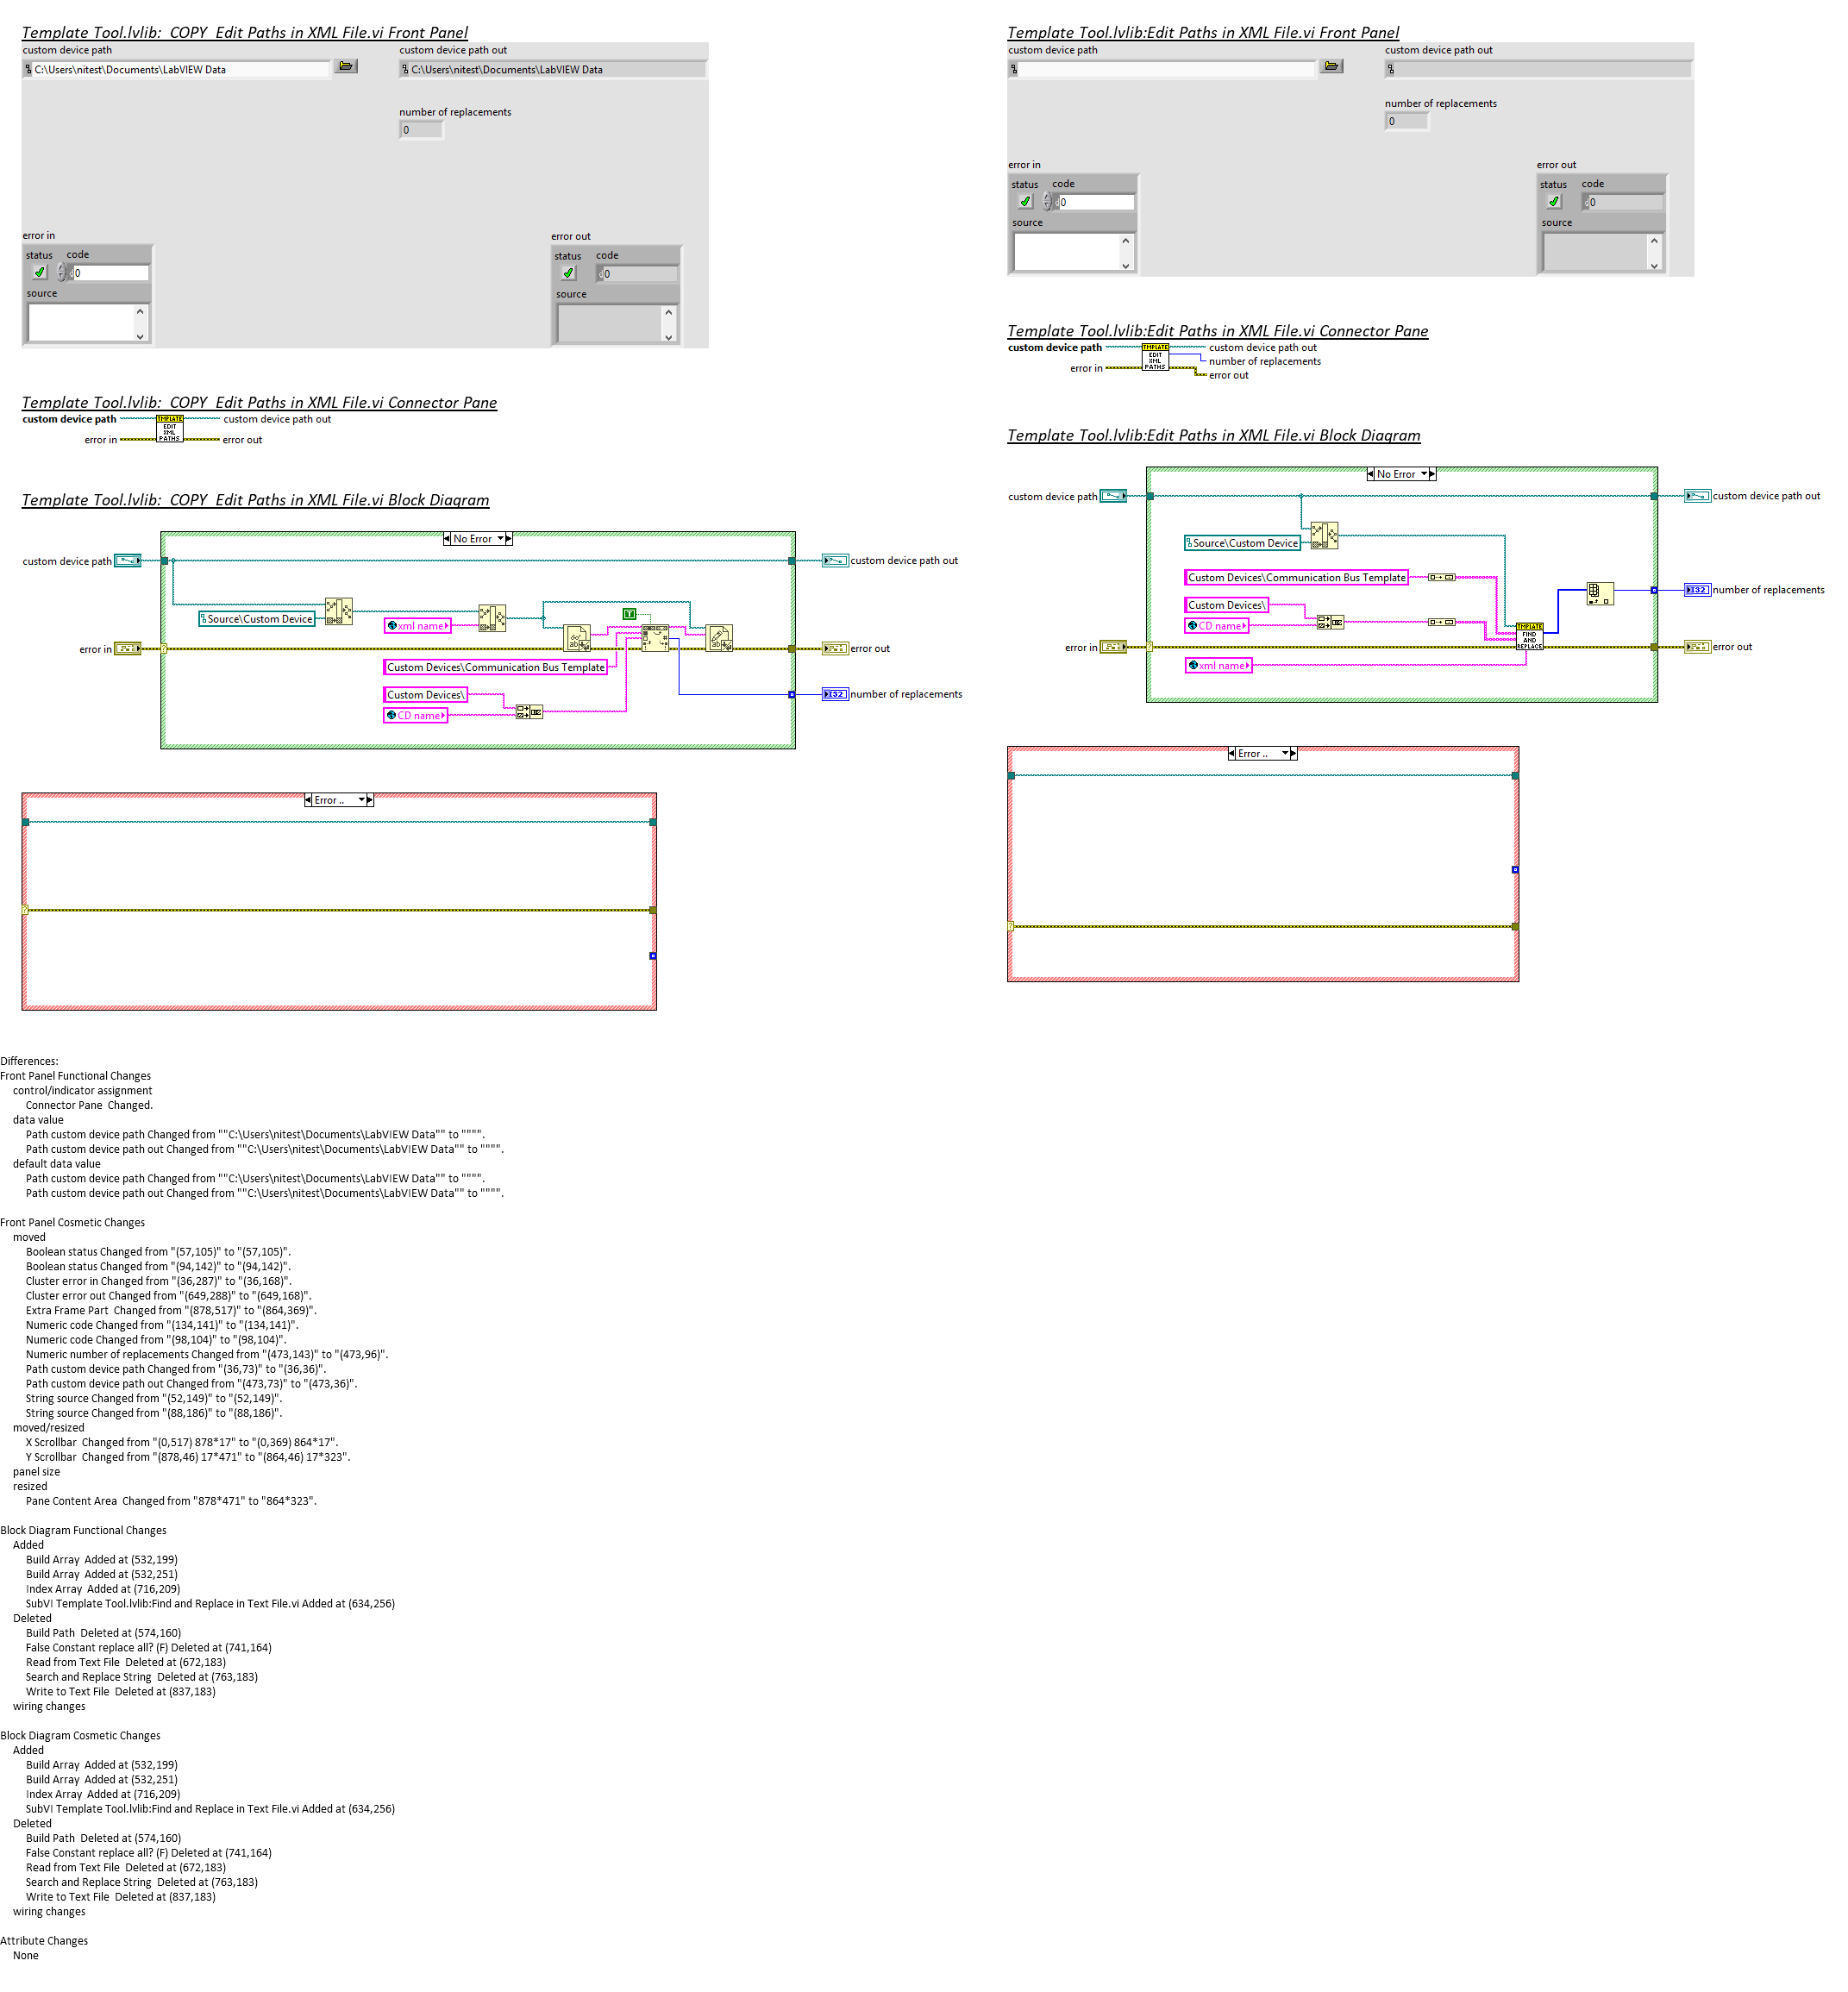 Template Tool.lvlib:  COPY  Edit Paths in XML File.vi Front Panel
custom device path
custom device path out
C:\Users\nitest\Documents\LabVIEW Data
C:\Users\nitest\Documents\LabVIEW Data
number of replacements
0
error in
error out
status
code
0
source
status
code
0
source
Template Tool.lvlib:  COPY  Edit Paths in XML File.vi Connector Pane
custom device path
TMPLATE
EDIT
XML
PATHS
custom device path out
error in
error out
Template Tool.lvlib:  COPY  Edit Paths in XML File.vi Block Diagram
No Error
custom device path
custom device path out
Source\Custom Device
xml name
T
error in
error out
Custom Devices\Communication Bus Template
Custom Devices\
I32
number of replacements
CD name
Error ..
Template Tool.lvlib:Edit Paths in XML File.vi Front Panel
custom device path
custom device path out
number of replacements
0
error in
error out
status
code
0
source
status
code
0
source
Template Tool.lvlib:Edit Paths in XML File.vi Connector Pane
custom device path
TMPLATE
EDIT
XML
PATHS
custom device path out
number of replacements
error in
error out
Template Tool.lvlib:Edit Paths in XML File.vi Block Diagram
No Error
custom device path
custom device path out
Source\Custom Device
Custom Devices\Communication Bus Template
I32
number of replacements
Custom Devices\
CD name
TMPLATE
FIND
AND
REPLACE
error in
error out
xml name
Error ..
Differences:
Front Panel Functional Changes
control/indicator assignment
Connector Pane  Changed.
data value
Path custom device path Changed from ""C:\Users\nitest\Documents\LabVIEW Data"" to """".
Path custom device path out Changed from ""C:\Users\nitest\Documents\LabVIEW Data"" to """".
default data value
Path custom device path Changed from ""C:\Users\nitest\Documents\LabVIEW Data"" to """".
Path custom device path out Changed from ""C:\Users\nitest\Documents\LabVIEW Data"" to """".
Front Panel Cosmetic Changes
moved
Boolean status Changed from "(57,105)" to "(57,105)".
Boolean status Changed from "(94,142)" to "(94,142)".
Cluster error in Changed from "(36,287)" to "(36,168)".
Cluster error out Changed from "(649,288)" to "(649,168)".
Extra Frame Part  Changed from "(878,517)" to "(864,369)".
Numeric code Changed from "(134,141)" to "(134,141)".
Numeric code Changed from "(98,104)" to "(98,104)".
Numeric number of replacements Changed from "(473,143)" to "(473,96)".
Path custom device path Changed from "(36,73)" to "(36,36)".
Path custom device path out Changed from "(473,73)" to "(473,36)".
String source Changed from "(52,149)" to "(52,149)".
String source Changed from "(88,186)" to "(88,186)".
moved/resized
X Scrollbar  Changed from "(0,517) 878*17" to "(0,369) 864*17".
Y Scrollbar  Changed from "(878,46) 17*471" to "(864,46) 17*323".
panel size
resized
Pane Content Area  Changed from "878*471" to "864*323".
Block Diagram Functional Changes
Added
Build Array  Added at (532,199)
Build Array  Added at (532,251)
Index Array  Added at (716,209)
SubVI Template Tool.lvlib:Find and Replace in Text File.vi Added at (634,256)
Deleted
Build Path  Deleted at (574,160)
False Constant replace all? (F) Deleted at (741,164)
Read from Text File  Deleted at (672,183)
Search and Replace String  Deleted at (763,183)
Write to Text File  Deleted at (837,183)
wiring changes
Block Diagram Cosmetic Changes
Added
Build Array  Added at (532,199)
Build Array  Added at (532,251)
Index Array  Added at (716,209)
SubVI Template Tool.lvlib:Find and Replace in Text File.vi Added at (634,256)
Deleted
Build Path  Deleted at (574,160)
False Constant replace all? (F) Deleted at (741,164)
Read from Text File  Deleted at (672,183)
Search and Replace String  Deleted at (763,183)
Write to Text File  Deleted at (837,183)
wiring changes
Attribute Changes
None